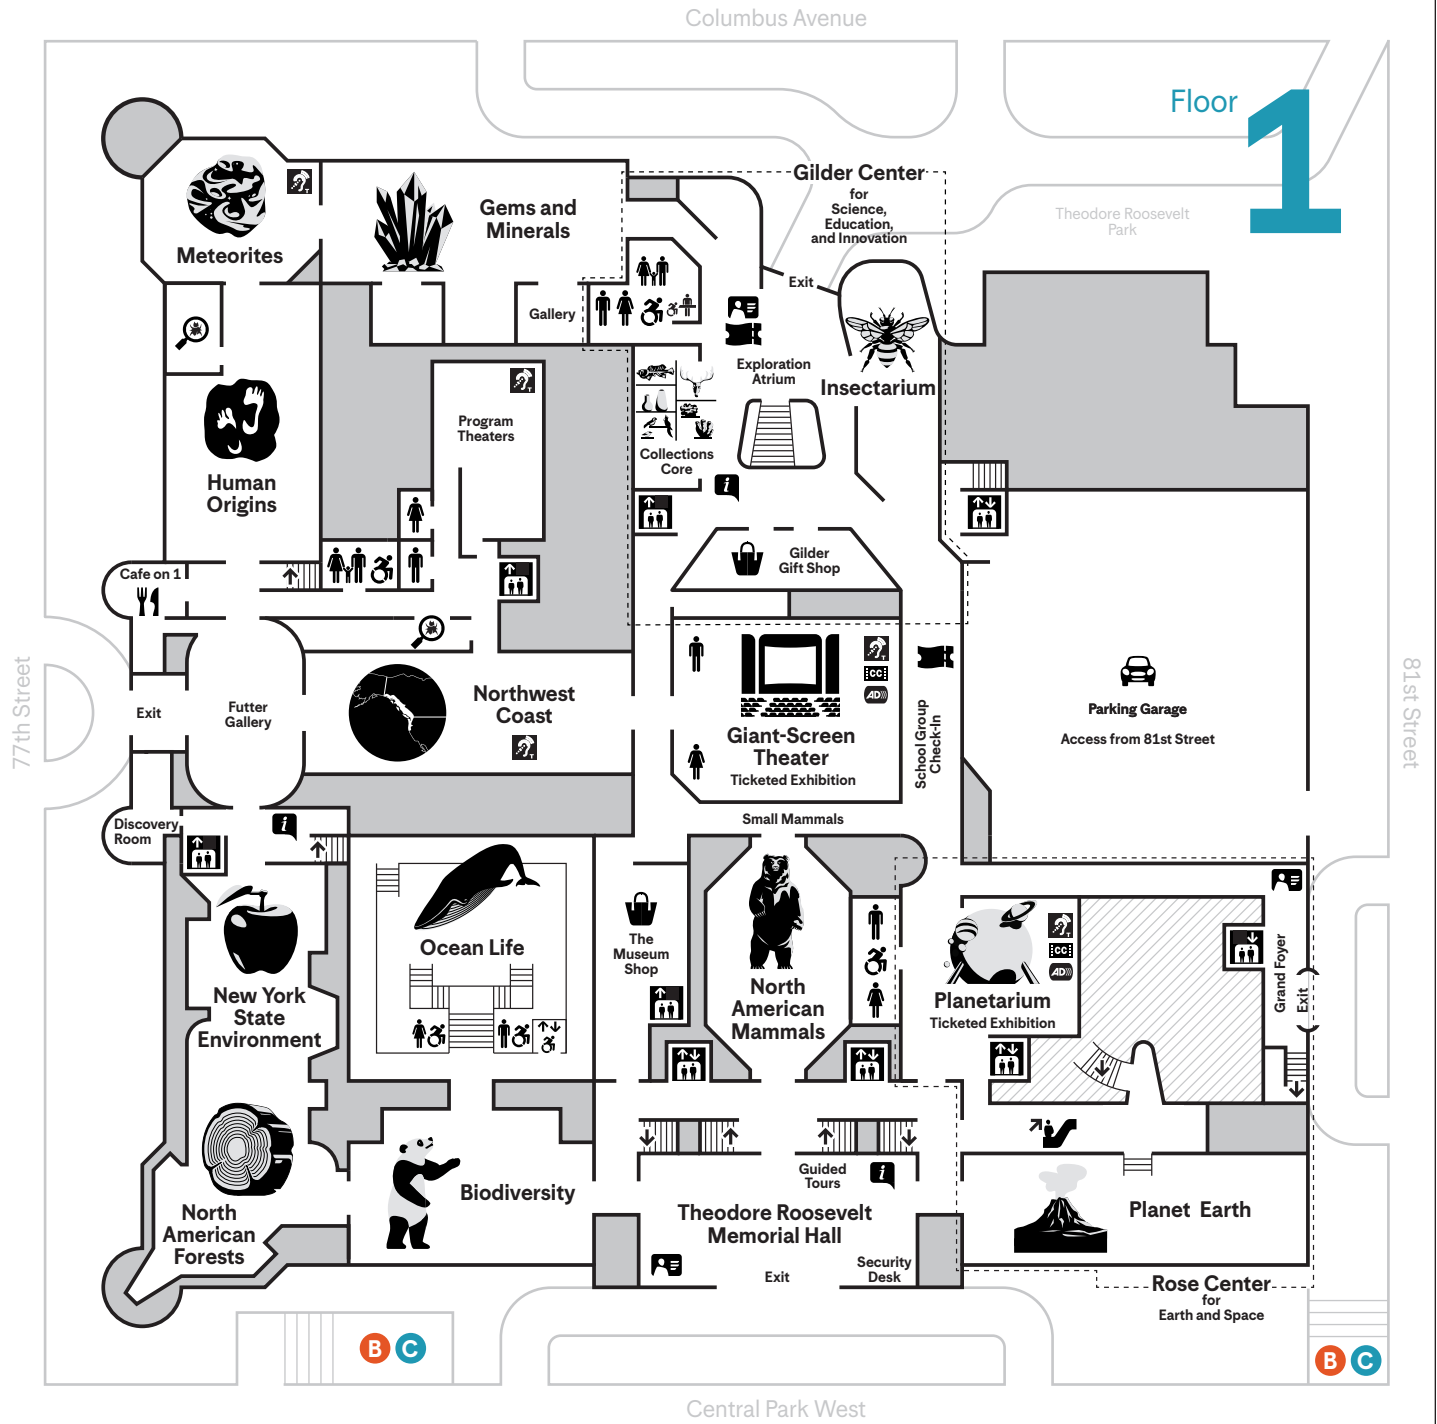 Columbus Avenue
Floor
1
Gilder Center
for
Science,
Education,
and Innovation
Theodore Roosevelt
Park
Meteorites
Gems and
Minerals
Exit
Gallery
Exploration
Atrium
Insectarium
Program
Theaters
Collections
Core
Human
Origins
Gilder
Gift Shop
Cafe on 1
77th Street
Exit
Futter
Gallery
Northwest
Coast
CC
AD
Giant-Screen
Theater
Ticketed Exhibition
School Group
Check-In
Parking Garage
Access from 81st Street
81st Street
Small Mammals
Discovery
Room
i
i
T
T
T
T
T
Ocean Life
The
Museum
Shop
North
American
Mammals
CC
AD
Planetarium
Ticketed Exhibition
Grand Foyer
Exit
New York
State
Environment
North
American
Forests
Biodiversity
Guided
Tours
i
Theodore Roosevelt
Memorial Hall
Exit
Security
Desk
Planet Earth
Rose Center
for
Earth and Space
B C
B C
Central Park West